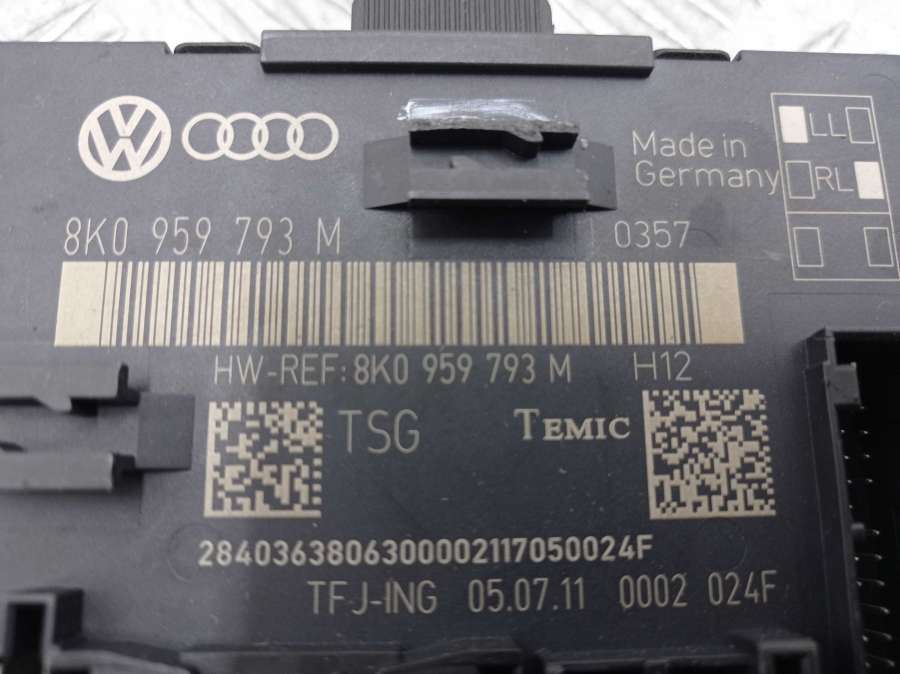 Made in
Germany
LL
RL
8K0 959 793 M
0357
HW-REF: 8K0 959 793 M
H12
TSG
TEMIC
28403638063000002117050024F
TFJ-ING 05.07.11 0002 024F